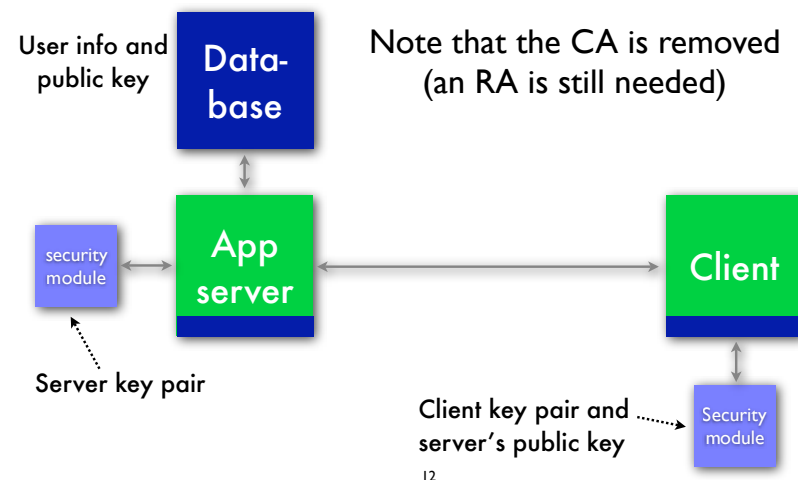 User info and
public key
Data-
base
Note that the CA is removed
(an RA is still needed)
security
module
App
server
Client
Server key pair
Client key pair and
server's public key
Security
module
12